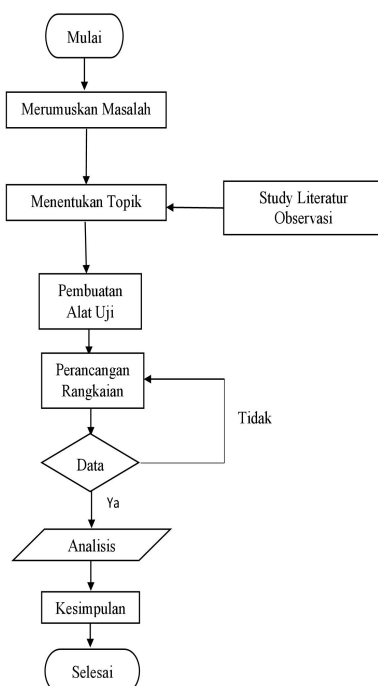 Mulai
Merumuskan Masalah
Menentukan Topik
Study Literatur
Observasi
Pembuatan
Alat Uji
Perancangan
Rangkaian
Tidak
Data
Ya
Analisis
Kesimpulan
Selesai